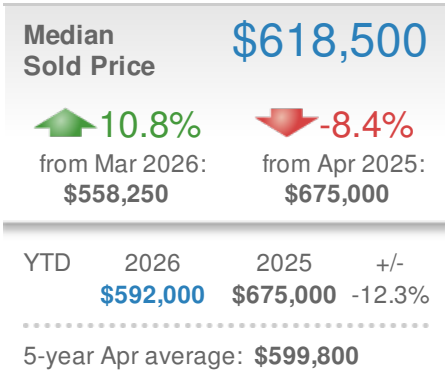 Median
Sold Price
$618,500
10.8%
from Mar 2026:
$558,250
-8.4%
from Apr 2025:
$675,000
YTD 2026 2025 +/-
$592,000 $675,000 -12.3%
5-year Apr average: $599,800